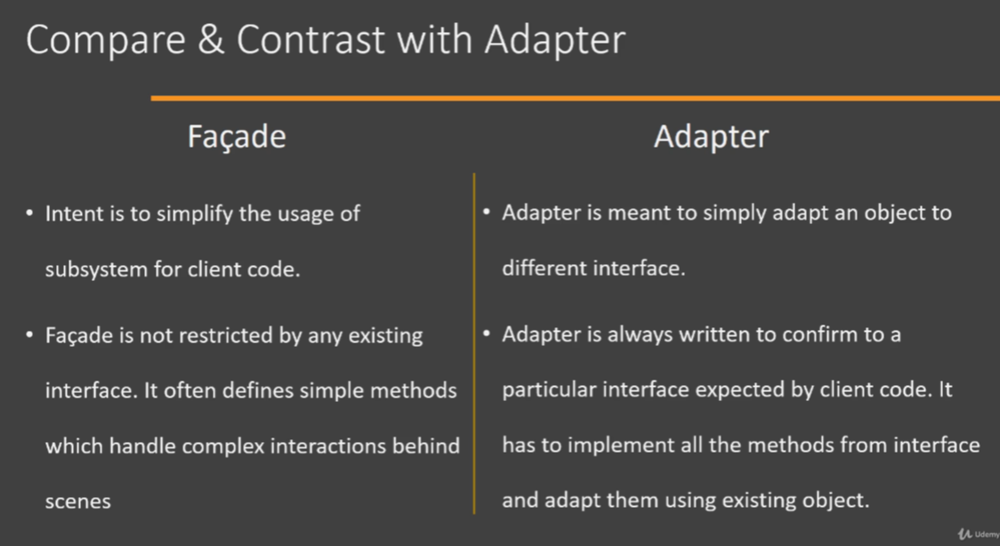 Compare & Contrast with Adapter
Façade
• Intent is to simplify the usage of
subsystem for client code.
• Façade is not restricted by any existing
interface. It often defines simple methods
which handle complex interactions behind
scenes
Adapter
• Adapter is meant to simply adapt an object to
different interface.
• Adapter is always written to confirm to a
particular interface expected by client code. It
has to implement all the methods from interface
and adapt them using existing object.
Udemy